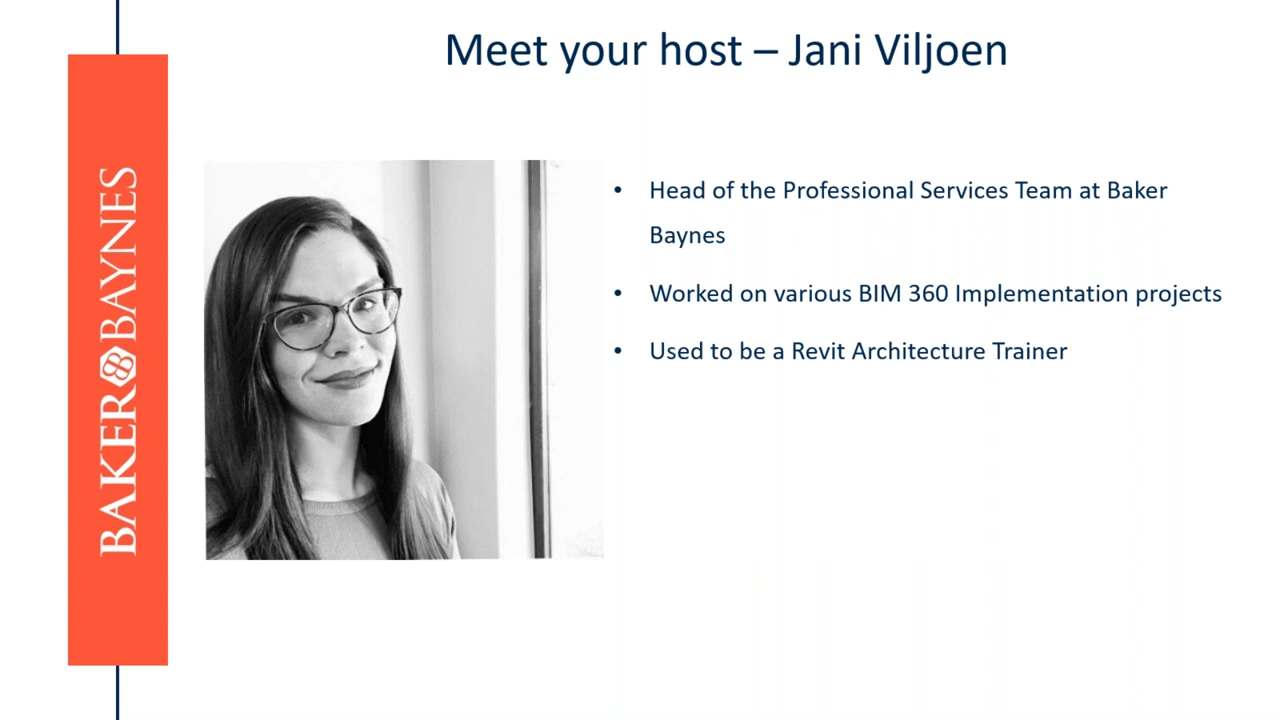 Meet your host – Jani Viljoen
BAKER BAYNES
• Head of the Professional Services Team at Baker
Baynes
• Worked on various BIM 360 Implementation projects
• Used to be a Revit Architecture Trainer